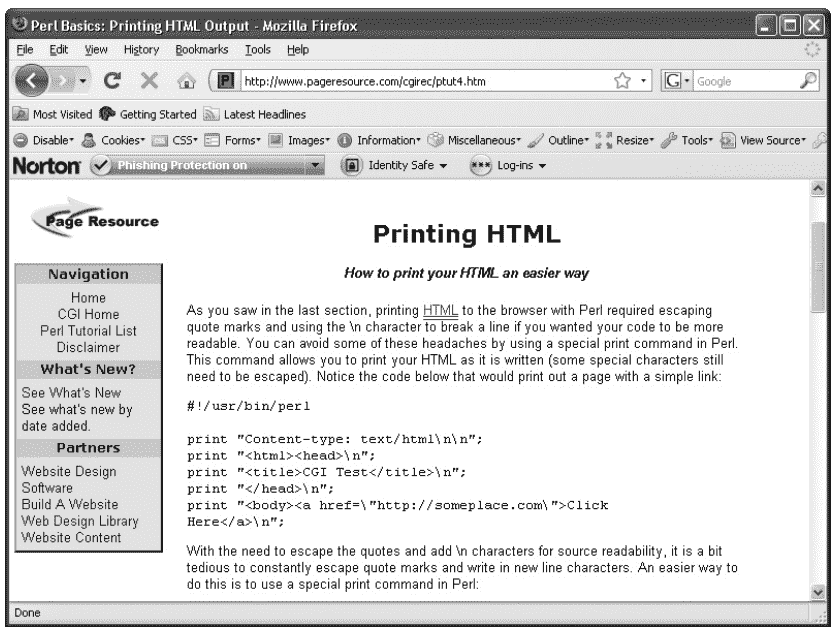 Perl Basics: Printing HTML Output - Mozilla Firefox
File Edit View History Bookmarks Tools Help
P http://www.pageresource.com/cgirec/ptut4.htm G Google
Most Visited Getting Started Latest Headlines
Disable Cookies CSS Forms Images Information Miscellaneous Outline Resize Tools View Source
Norton Phishing Protection on Identity Safe Log-ins
Page Resource
Navigation
Home
CGI Home
Perl Tutorial List
Disclaimer
What's New?
See What's New
See what's new by
date added.
Partners
Website Design
Software
Build A Website
Web Design Library
Website Content
Printing HTML
How to print your HTML an easier way
As you saw in the last section, printing HTML to the browser with Perl required escaping
quote marks and using the \n character to break a line if you wanted your code to be more
readable. You can avoid some of these headaches by using a special print command in Perl.
This command allows you to print your HTML as it is written (some special characters still
need to be escaped). Notice the code below that would print out a page with a simple link:
#!/usr/bin/perl
print "Content-type: text/html\n\n";
print "<html><head>\n";
print "<title>CGI Test</title>\n";
print "</head>\n";
print "<body><a href=\"http://someplace.com\">Click
Here</a>\n";
With the need to escape the quotes and add \n characters for source readability, it is a bit
tedious to constantly escape quote marks and write in new line characters. An easier way to
do this is to use a special print command in Perl:
Done